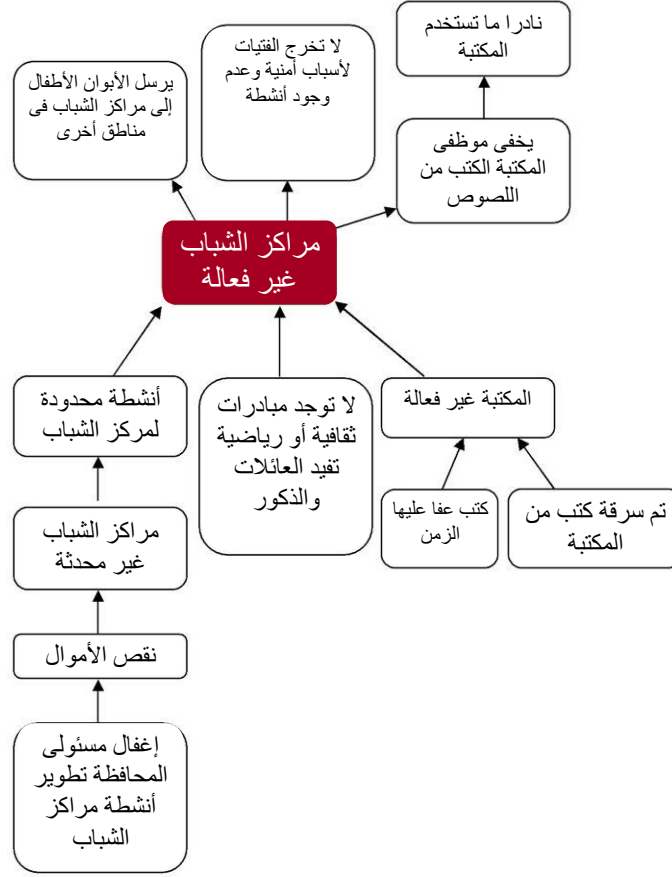 نادرا ما تستخدم
المكتبة
لا تخرج الفتيات
لأسباب أمنية وعدم
وجود أنشطة
يرسل الأبوان الأطفال
إلى مراكز الشباب فى
مناطق أخرى
يخفى موظفى
المكتبة الكتب من
اللصوص
مراكز الشباب
غير فعالة
المكتبة غير فعالة
لا توجد مبادرات
ثقافية أو رياضية
تفيد العائلات
والذكور
أنشطة محدودة
لمركز الشباب
تم سرقة كتب من
المكتبة
كتب عفا عليها
الزمن
مراكز الشباب
غير محدثة
نقص الأموال
إغفال مسئولى
المحافظة تطوير
أنشطة مراكز
الشباب